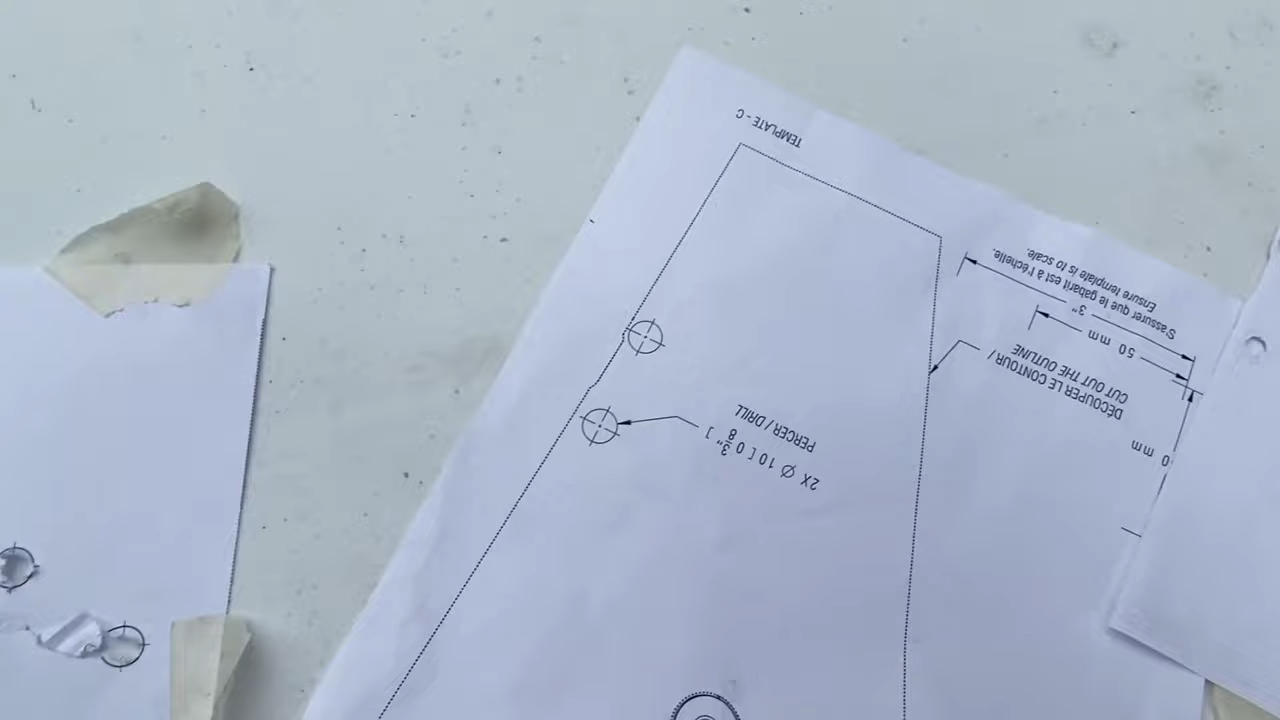 TEMPLATE - C
S'assurer que le gabarit est à l'échelle.
Ensure template is to scale.
3"
50 mm
DÉCOUPER LE CONTOUR /
CUT OUT THE OUTLINE
0 mm
2X Ø 10 [ 0 3/8" ]
PERCER / DRILL